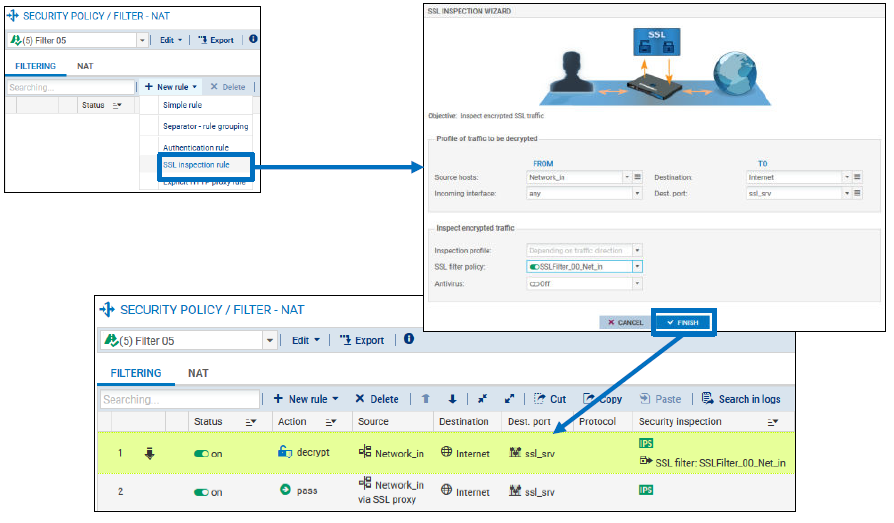 SECURITY POLICY / FILTER - NAT
(5) Filter 05
Edit
Export
FILTERING
NAT
Searching...
New rule
Delete
Status
Simple rule
Separator - rule grouping
Authentication rule
SSL inspection rule
Explicit HTTP proxy rule
SSL INSPECTION WIZARD
SSL
Objective: Inspect encrypted SSL traffic
Profile of traffic to be decrypted
FROM
TO
Source hosts:
Network_in
Destination:
Internet
Incoming interface:
any
Dest. port:
ssl_srv
Inspect encrypted traffic
Inspection profile:
Depending on traffic direction
SSL filter policy:
SSLFilter_00_Net_in
Antivirus:
Off
CANCEL
FINISH
SECURITY POLICY / FILTER - NAT
(5) Filter 05
Edit
Export
FILTERING
NAT
Searching...
New rule
Delete
Cut
Copy
Paste
Search in logs
Status
Action
Source
Destination
Dest. port
Protocol
Security inspection
1
on
decrypt
Network_in
Internet
ssl_srv
IPS
SSL filter: SSLFilter_00_Net_in
2
on
pass
Network_in
via SSL proxy
Internet
ssl_srv
IPS